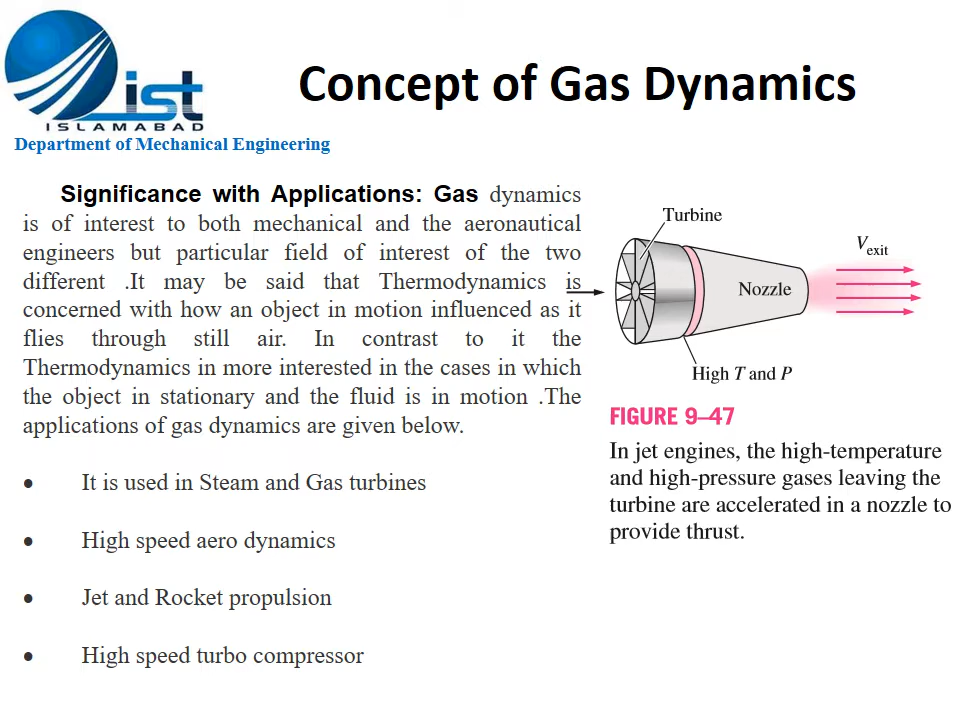 ist
ISLAMABAD
Concept of Gas Dynamics
Department of Mechanical Engineering
Significance with Applications: Gas dynamics
is of interest to both mechanical and the aeronautical
engineers but particular field of interest of the two
different .It may be said that Thermodynamics is
concerned with how an object in motion influenced as it
flies through still air. In contrast to it the
Thermodynamics in more interested in the cases in which
the object in stationary and the fluid is in motion .The
applications of gas dynamics are given below.
• It is used in Steam and Gas turbines
• High speed aero dynamics
• Jet and Rocket propulsion
• High speed turbo compressor
Turbine
Vexit
Nozzle
High T and P
FIGURE 9–47
In jet engines, the high-temperature
and high-pressure gases leaving the
turbine are accelerated in a nozzle to
provide thrust.